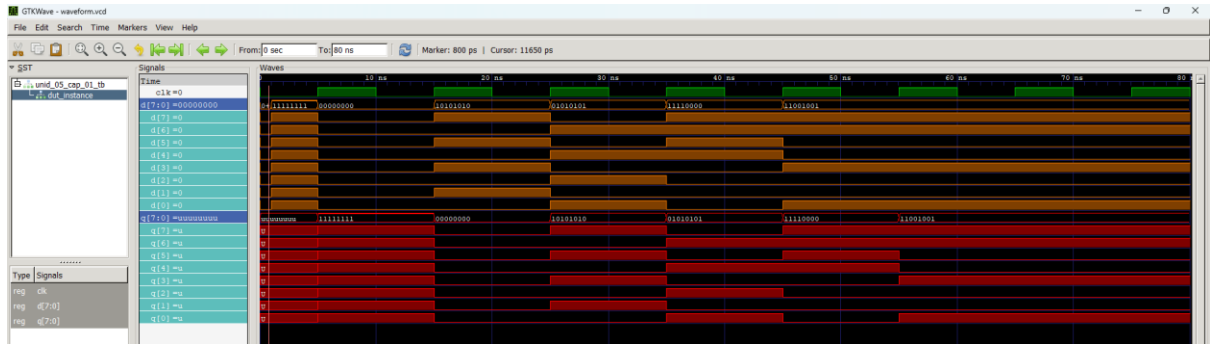 GTKWave - waveform.vcd
File Edit Search Time Markers View Help
From: 0 sec To: 80 ns Marker: 800 ps | Cursor: 11650 ps
SST
unid_05_cap_01_tb
dut_instance
Type Signals
reg clk
reg d[7:0]
reg q[7:0]
Signals
Time
clk=0
d[7:0]=00000000
d[7]=0
d[6]=0
d[5]=0
d[4]=0
d[3]=0
d[2]=0
d[1]=0
d[0]=0
q[7:0]=uuuuuuuu
q[7]=u
q[6]=u
q[5]=u
q[4]=u
q[3]=u
q[2]=u
q[1]=u
q[0]=u
Waves
10 ns 20 ns 30 ns 40 ns 50 ns 60 ns 70 ns 80
0+ 11111111 00000000 10101010 01010101 11110000 11001001
uuuuuuuu 11111111 00000000 10101010 01010101 11110000 11001001
u
u
u
u
u
u
u
u